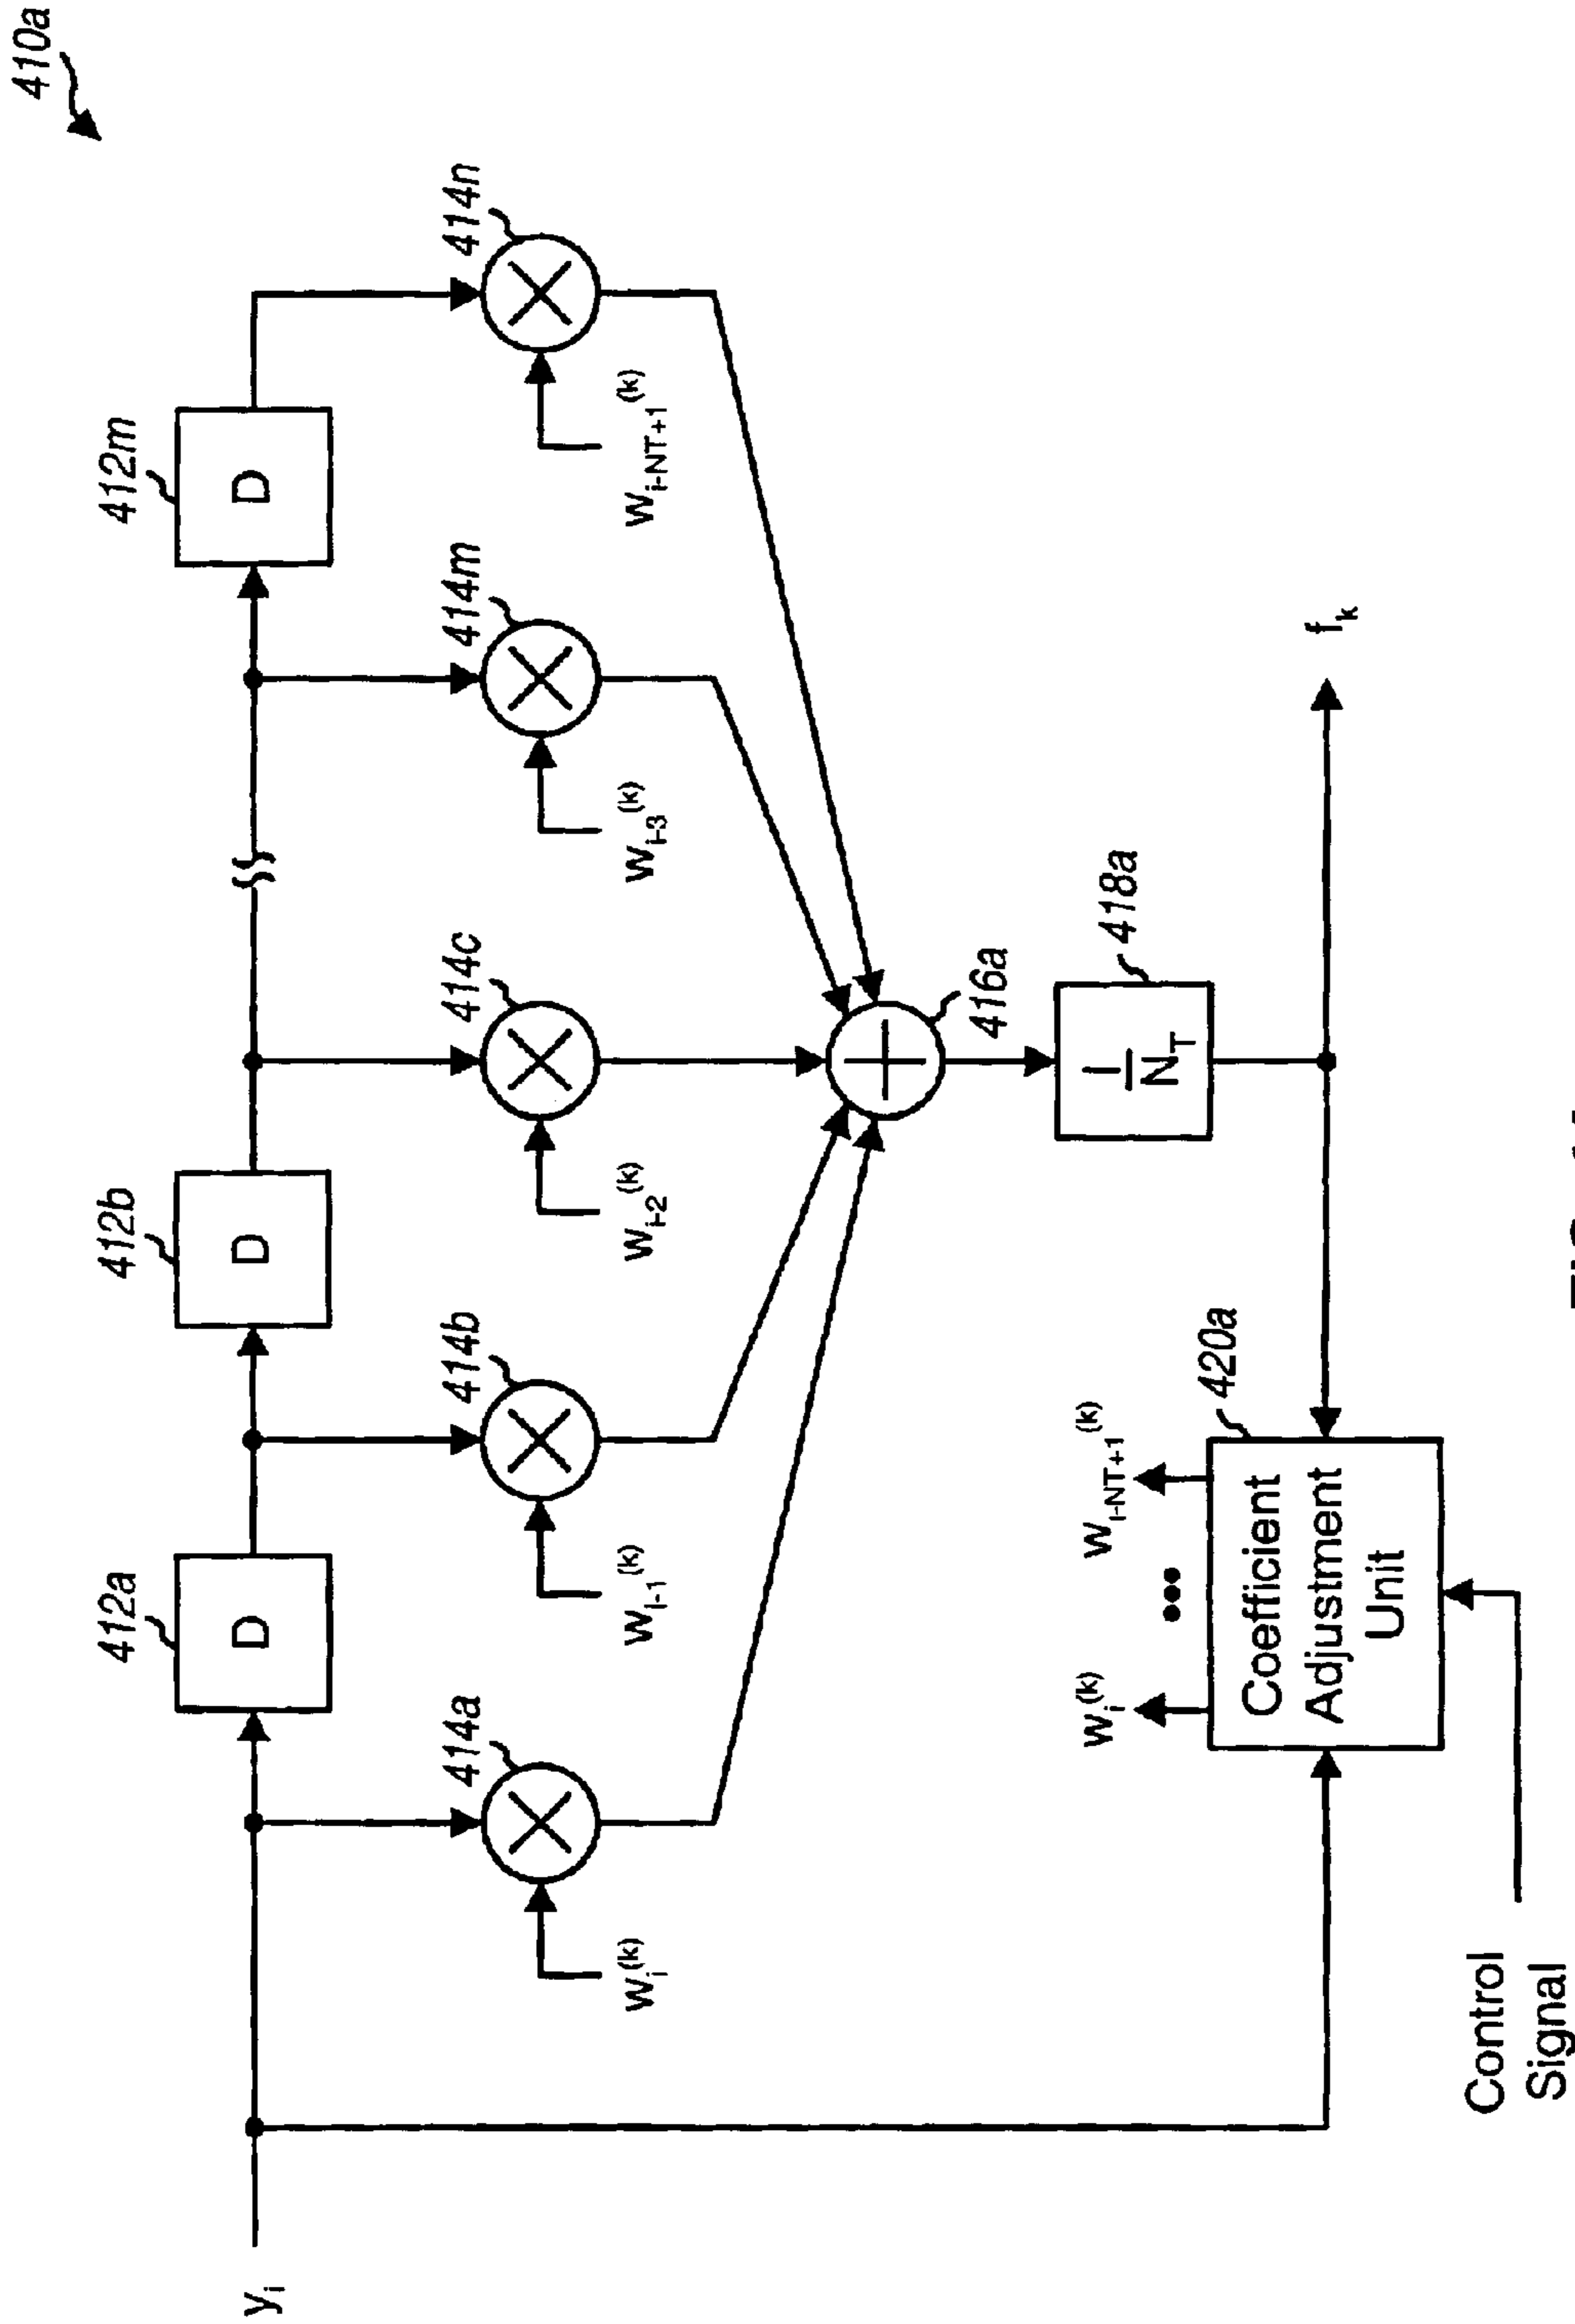 410a
412a
412b
412m
D
D
D
y_i
414a
414b
414c
414m
414n
W_i^(k)
W_i-1^(k)
W_i-2^(k)
W_i-3^(k)
W_i-NT+1^(k)
416a
1/N_T
418a
f_k
W_i^(k)
•••
W_i-NT+1^(k)
420a
Coefficient
Adjustment
Unit
Control
Signal